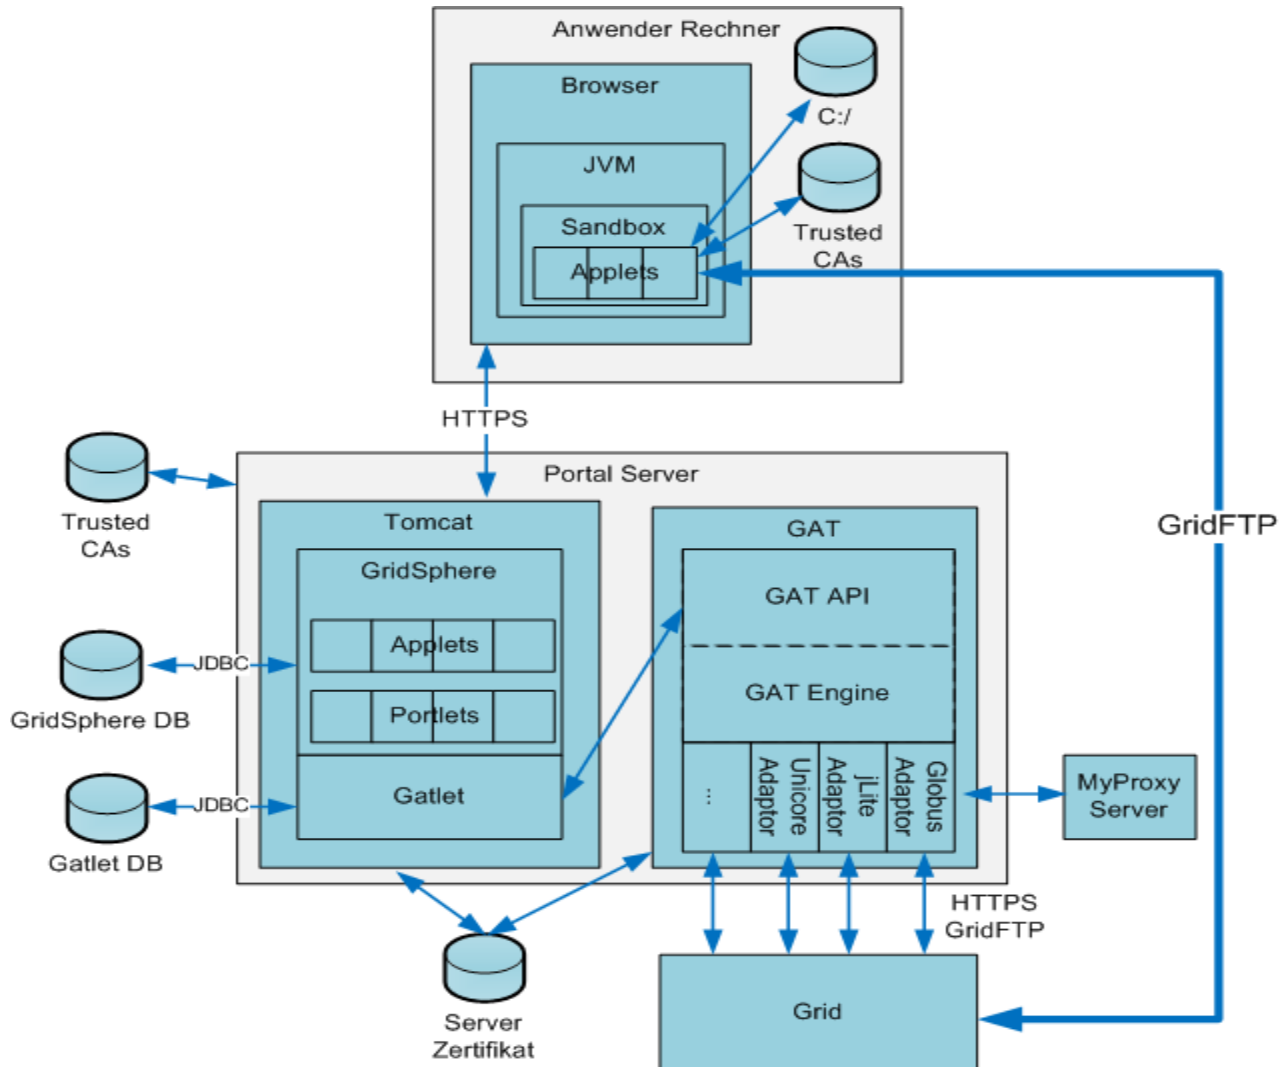 Anwender Rechner
Browser
C:/
JVM
Sandbox
Trusted
CAs
Applets
HTTPS
GridFTP
Portal Server
Trusted
CAs
Tomcat
GAT
GridSphere
GAT API
Applets
JDBC
GridSphere DB
Portlets
GAT Engine
Gatlet
JDBC
Gatlet DB
...
Unicore
Adaptor
jLite
Adaptor
Globus
Adaptor
MyProxy
Server
HTTPS
GridFTP
Server
Zertifikat
Grid